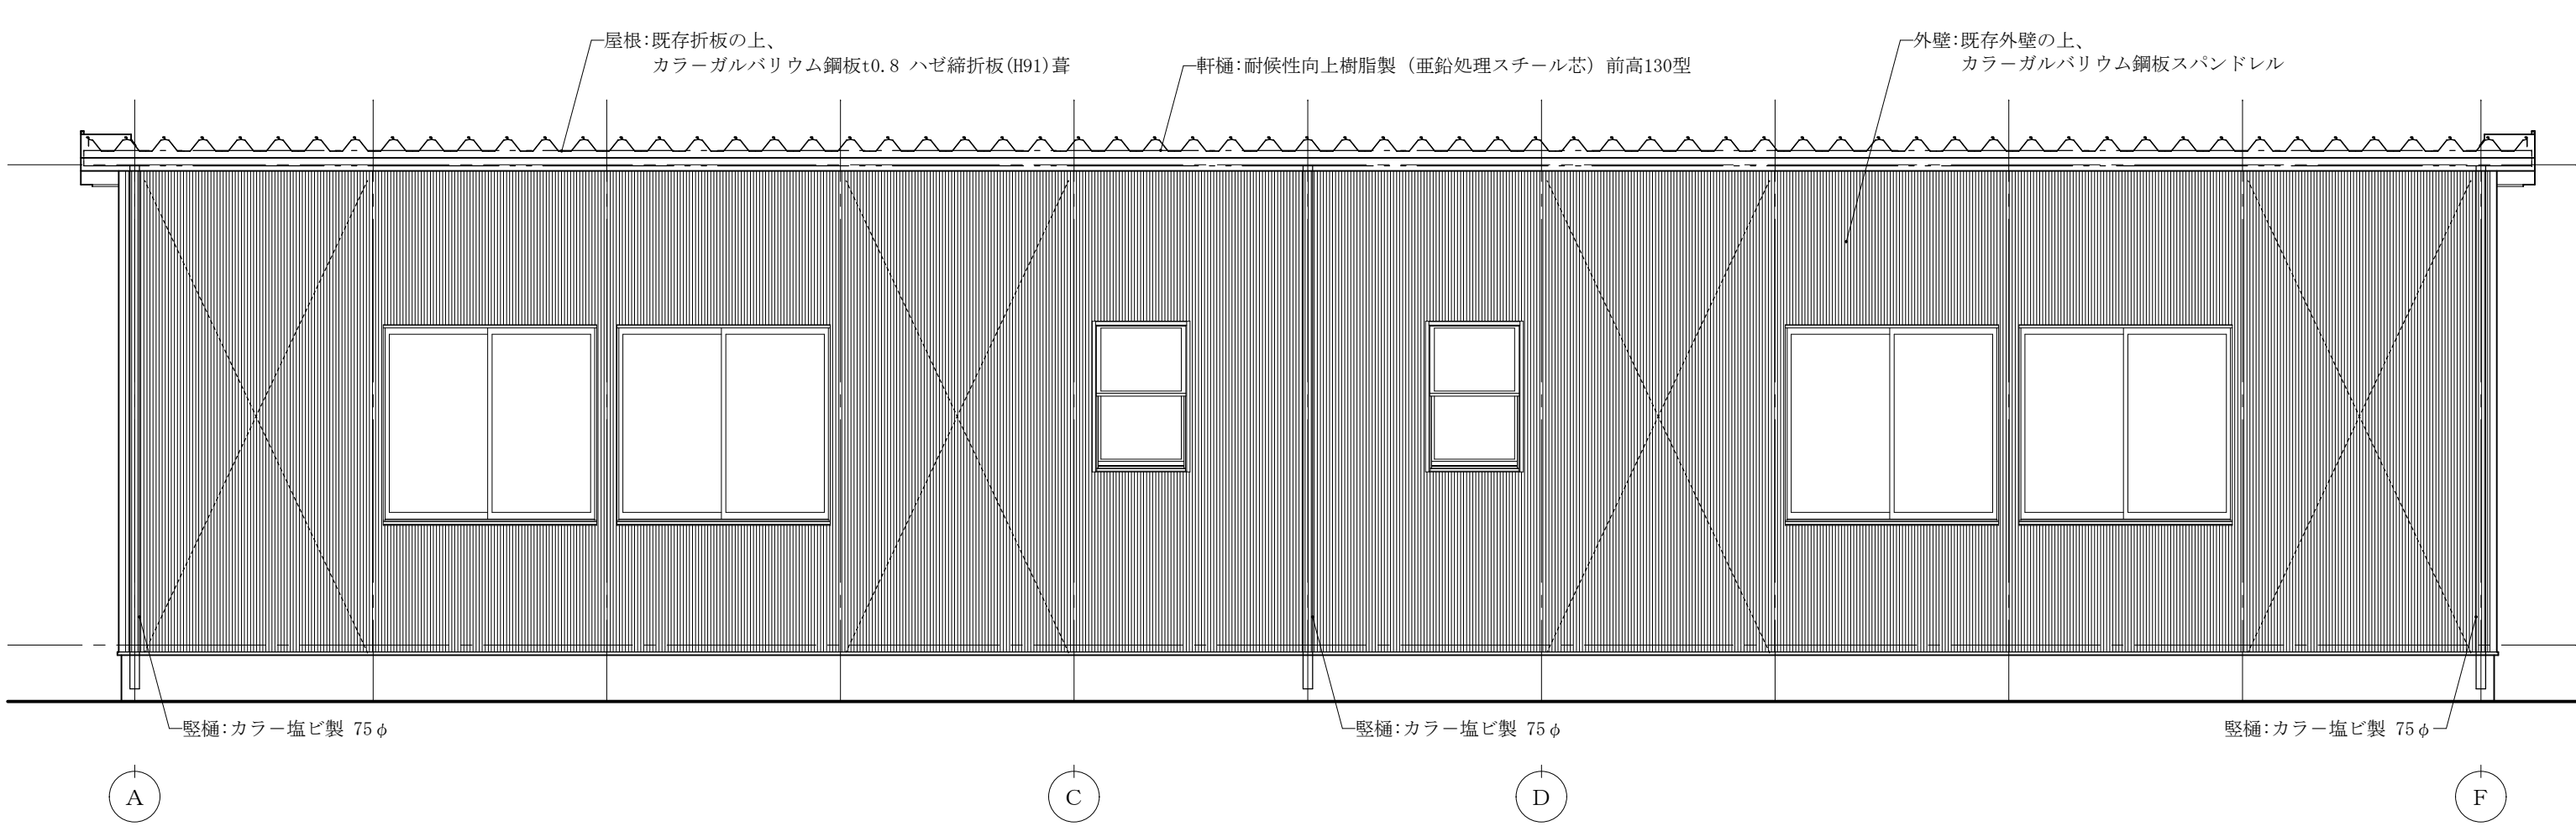 屋根:既存折板の上、
カラーガルバリウム鋼板t0.8 ハゼ締折板(H91)葺
軒樋:耐候性向上樹脂製（亜鉛処理スチール芯）前高130型
外壁:既存外壁の上、
カラーガルバリウム鋼板スパンドレル
竪樋:カラー塩ビ製 75φ
竪樋:カラー塩ビ製 75φ
竪樋:カラー塩ビ製 75φ
A
C
D
F